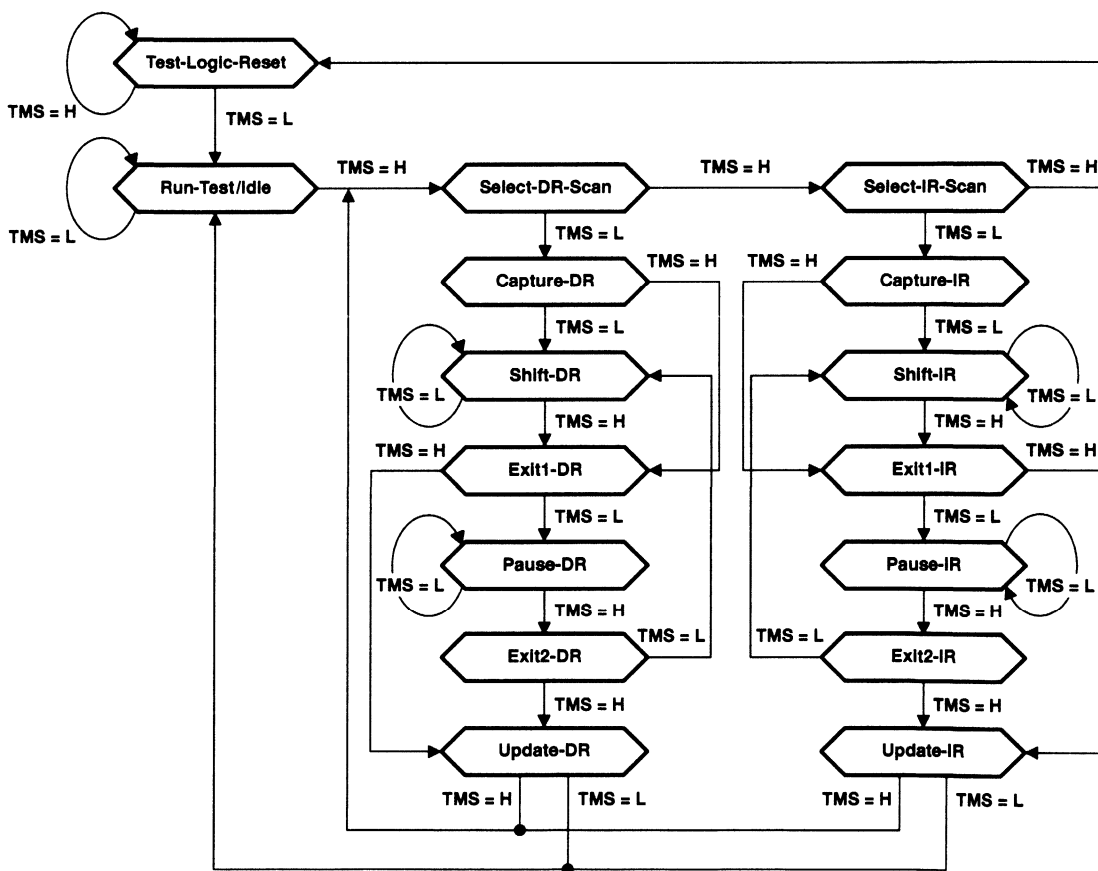 Test-Logic-Reset
TMS = H
TMS = L
Run-Test/Idle
TMS = L
TMS = H
Select-DR-Scan
TMS = H
Select-IR-Scan
TMS = H
TMS = L
TMS = L
Capture-DR
TMS = H
TMS = H
Capture-IR
TMS = L
TMS = L
Shift-DR
TMS = L
Shift-IR
TMS = L
TMS = H
TMS = H
TMS = H
Exit1-DR
Exit1-IR
TMS = H
TMS = L
TMS = L
Pause-DR
TMS = L
Pause-IR
TMS = L
TMS = H
TMS = H
Exit2-DR
TMS = L
TMS = L
Exit2-IR
TMS = H
TMS = H
Update-DR
Update-IR
TMS = H
TMS = L
TMS = H
TMS = L